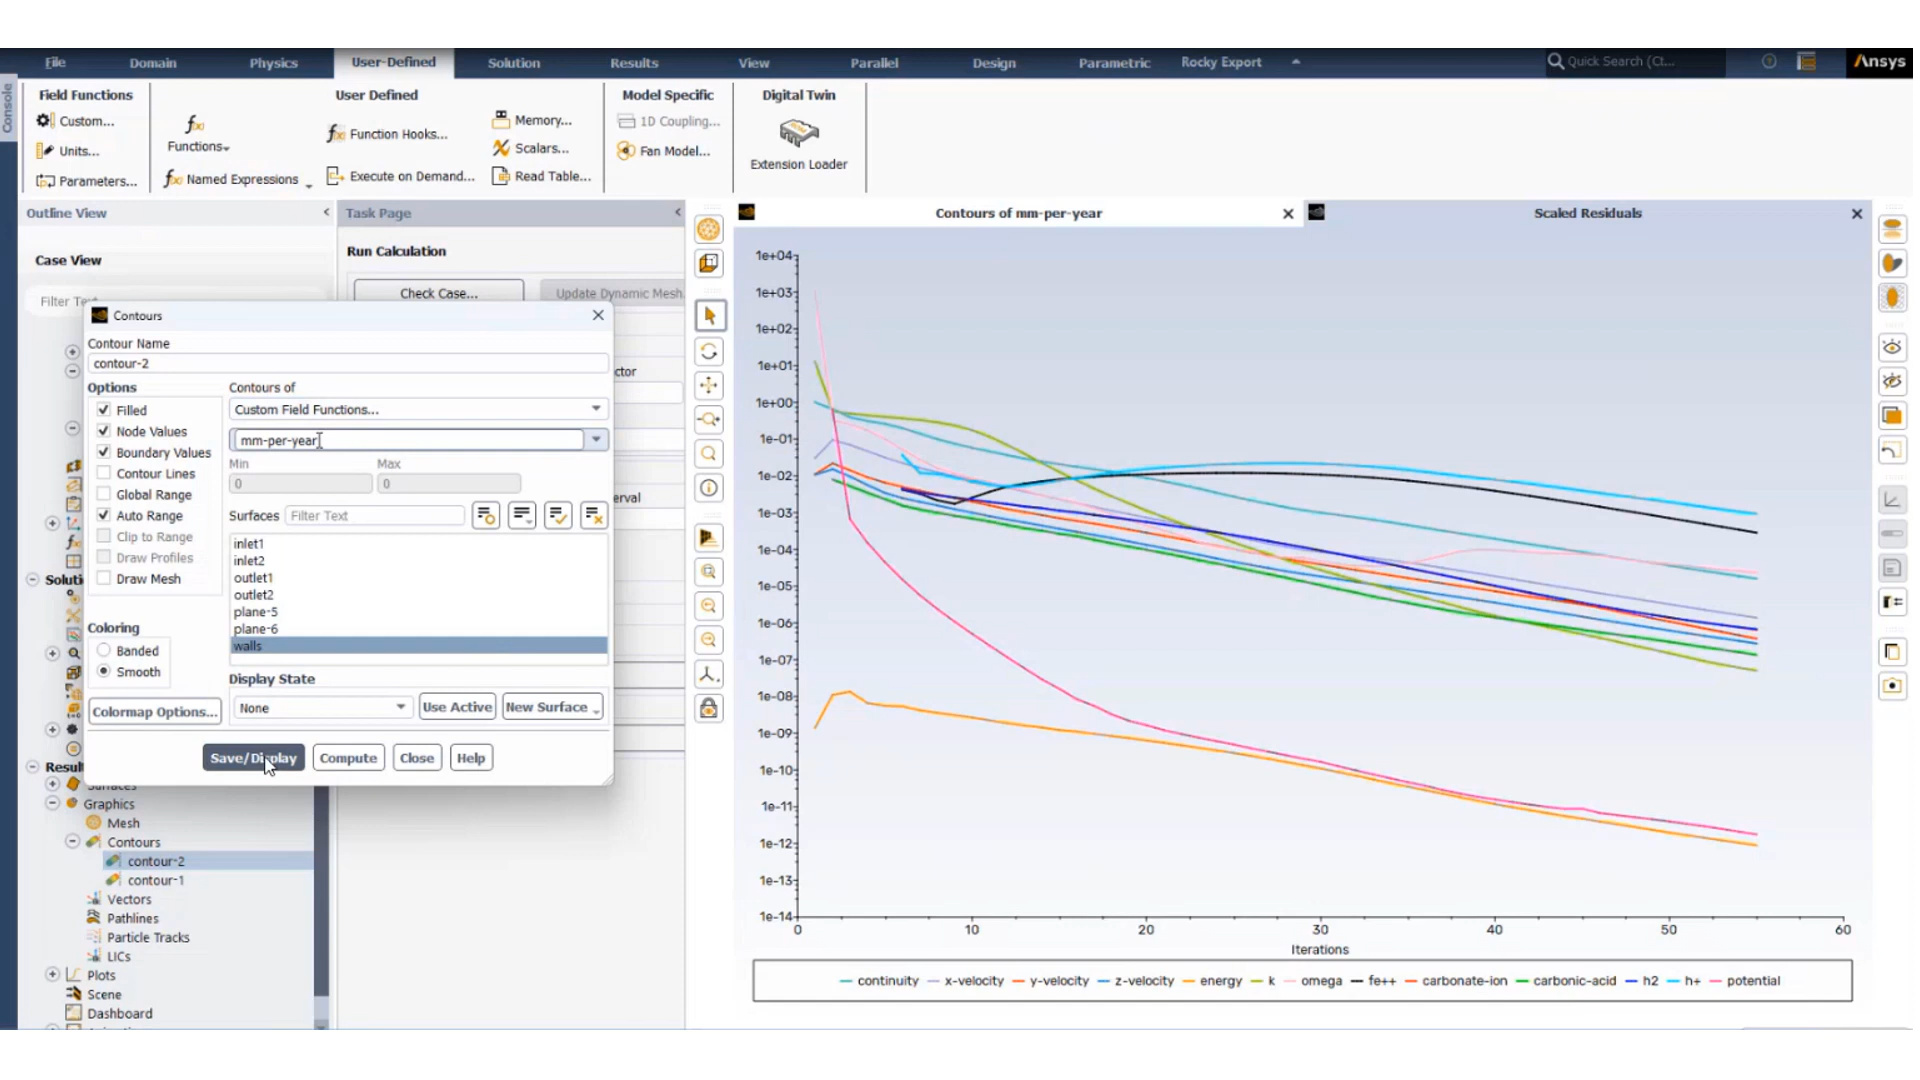 File Domain Physics User-Defined Solution Results View Parallel Design Parametric Rocky Export Quick Search (Ct... Ansys
Console
Field Functions
Custom...
Units...
Parameters...
User Defined
Functions
Named Expressions
Function Hooks...
Execute on Demand...
Memory...
Scalars...
Read Table...
Model Specific
1D Coupling...
Fan Model...
Digital Twin
Extension Loader
Outline View
Case View
Task Page
Run Calculation
Check Case...
Update Dynamic Mesh.
Contours
Contour Name
contour-2
Options
Filled
Node Values
Boundary Values
Contour Lines
Global Range
Auto Range
Clip to Range
Draw Profiles
Draw Mesh
Coloring
Banded
Smooth
Colormap Options...
Contours of
Custom Field Functions...
mm-per-year
Min Max
0 0
Surfaces Filter Text
inlet1
inlet2
outlet1
outlet2
plane-5
plane-6
walls
Display State
None Use Active New Surface
Save/Display Compute Close Help
Graphics
Mesh
Contours
contour-2
contour-1
Vectors
Pathlines
Particle Tracks
LICs
Plots
Scene
Dashboard
Contours of mm-per-year
Scaled Residuals
1e+04
1e+03
1e+02
1e+01
1e+00
1e-01
1e-02
1e-03
1e-04
1e-05
1e-06
1e-07
1e-08
1e-09
1e-10
1e-11
1e-12
1e-13
1e-14
0 10 20 30 40 50 60
Iterations
continuity x-velocity y-velocity z-velocity energy k omega fe++ carbonate-ion carbonic-acid h2 h+ potential